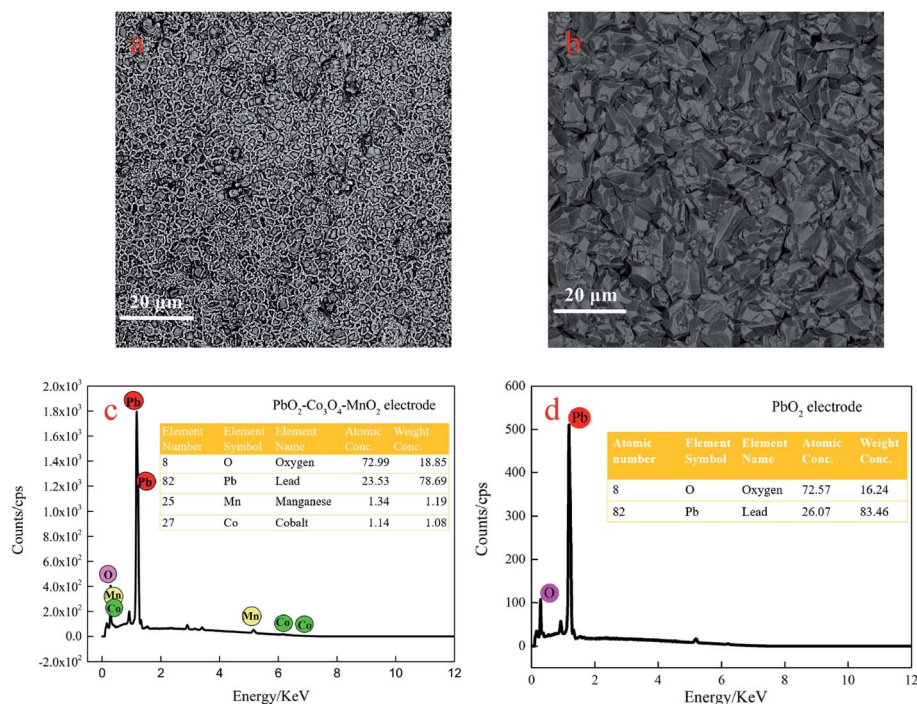 a
20 μm
b
20 μm
c
PbO₂-Co₃O₄-MnO₂ electrode
Pb
Pb
O
Mn
Co
Mn
Co
Co
Element Number Element Symbol Element Name Atomic Conc. Weight Conc.
8 O Oxygen 72.99 18.85
82 Pb Lead 23.53 78.69
25 Mn Manganese 1.34 1.19
27 Co Cobalt 1.14 1.08
Counts/cps
2.0x10³
1.8x10³
1.6x10³
1.4x10³
1.2x10³
1.0x10³
8.0x10²
6.0x10²
4.0x10²
2.0x10²
0.0
-2.0x10²
0 2 4 6 8 10 12
Energy/KeV
d
PbO₂ electrode
Pb
O
Atomic number Element Symbol Element Name Atomic Conc. Weight Conc.
8 O Oxygen 72.57 16.24
82 Pb Lead 26.07 83.46
Counts/cps
600
500
400
300
200
100
0
0 2 4 6 8 10 12
Energy/KeV